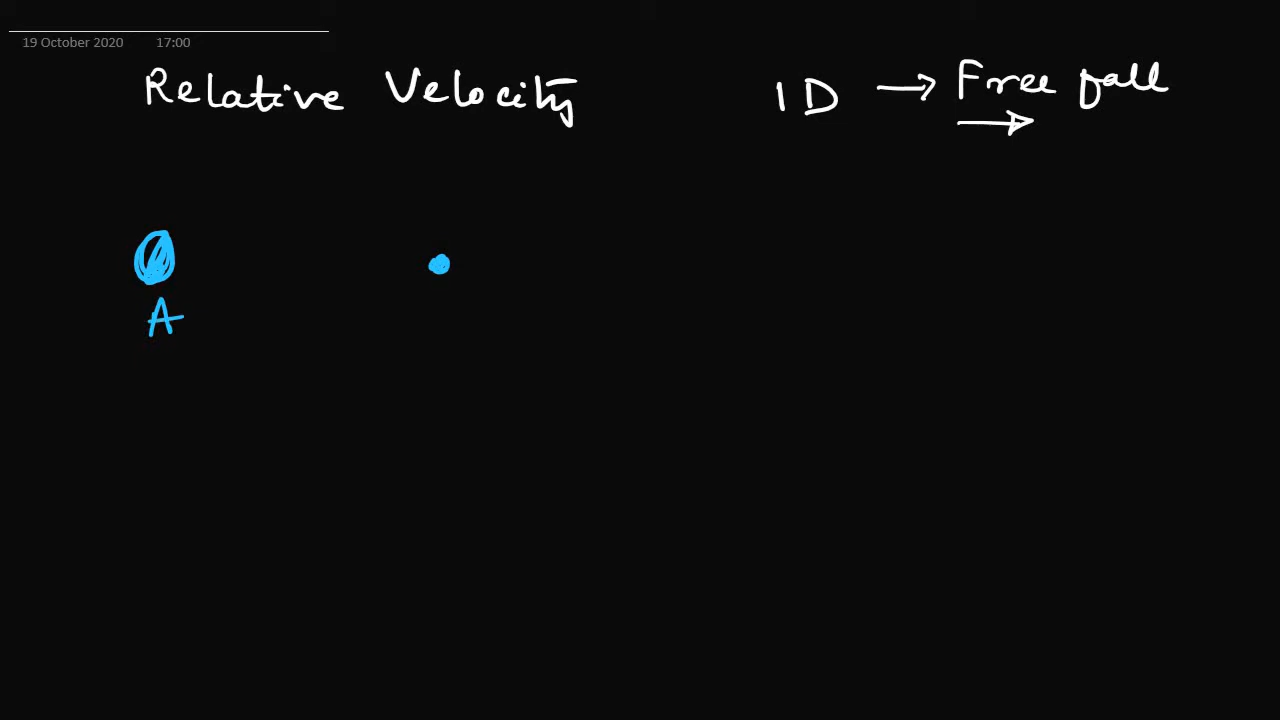 19 October 2020 17:00
Relative Velocity 1D → Free fall
A